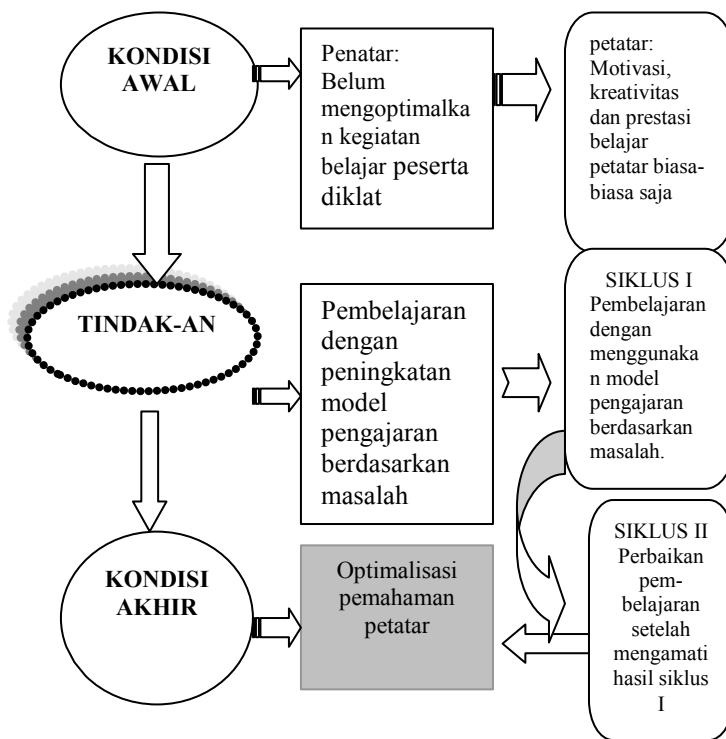 KONDISI
AWAL
Penatar:
Belum
mengoptimalka
n kegiatan
belajar peserta
diklat
petatar:
Motivasi,
kreativitas
dan prestasi
belajar
petatar biasa-
biasa saja
TINDAK-AN
Pembelajaran
dengan
peningkatan
model
pengajaran
berdasarkan
masalah
SIKLUS I
Pembelajaran
dengan
menggunaka
n model
pengajaran
berdasarkan
masalah.
KONDISI
AKHIR
Optimalisasi
pemahaman
petatar
SIKLUS II
Perbaikan
pem-
belajaran
setelah
mengamati
hasil siklus
I